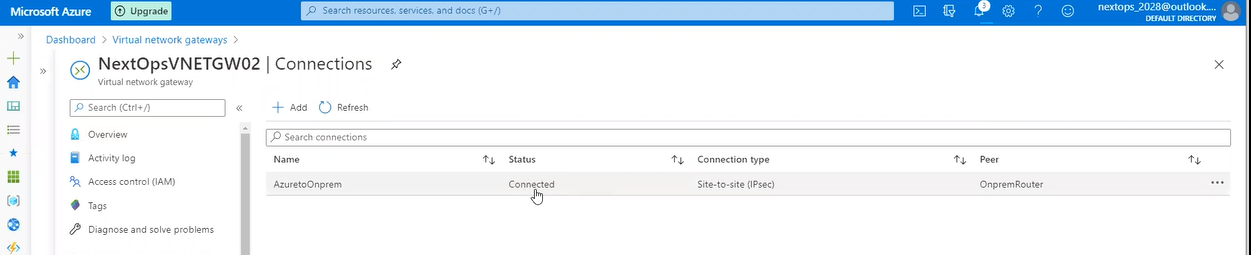 Microsoft Azure
Upgrade
Search resources, services, and docs (G+/)
3
nextops_2028@outlook....
DEFAULT DIRECTORY
Dashboard > Virtual network gateways >
NextOpsVNETGW02 | Connections
Virtual network gateway
Search (Ctrl+/)
Overview
Activity log
Access control (IAM)
Tags
Diagnose and solve problems
Add Refresh
Search connections
Name Status Connection type Peer
AzuretoOnprem Connected Site-to-site (IPsec) OnpremRouter